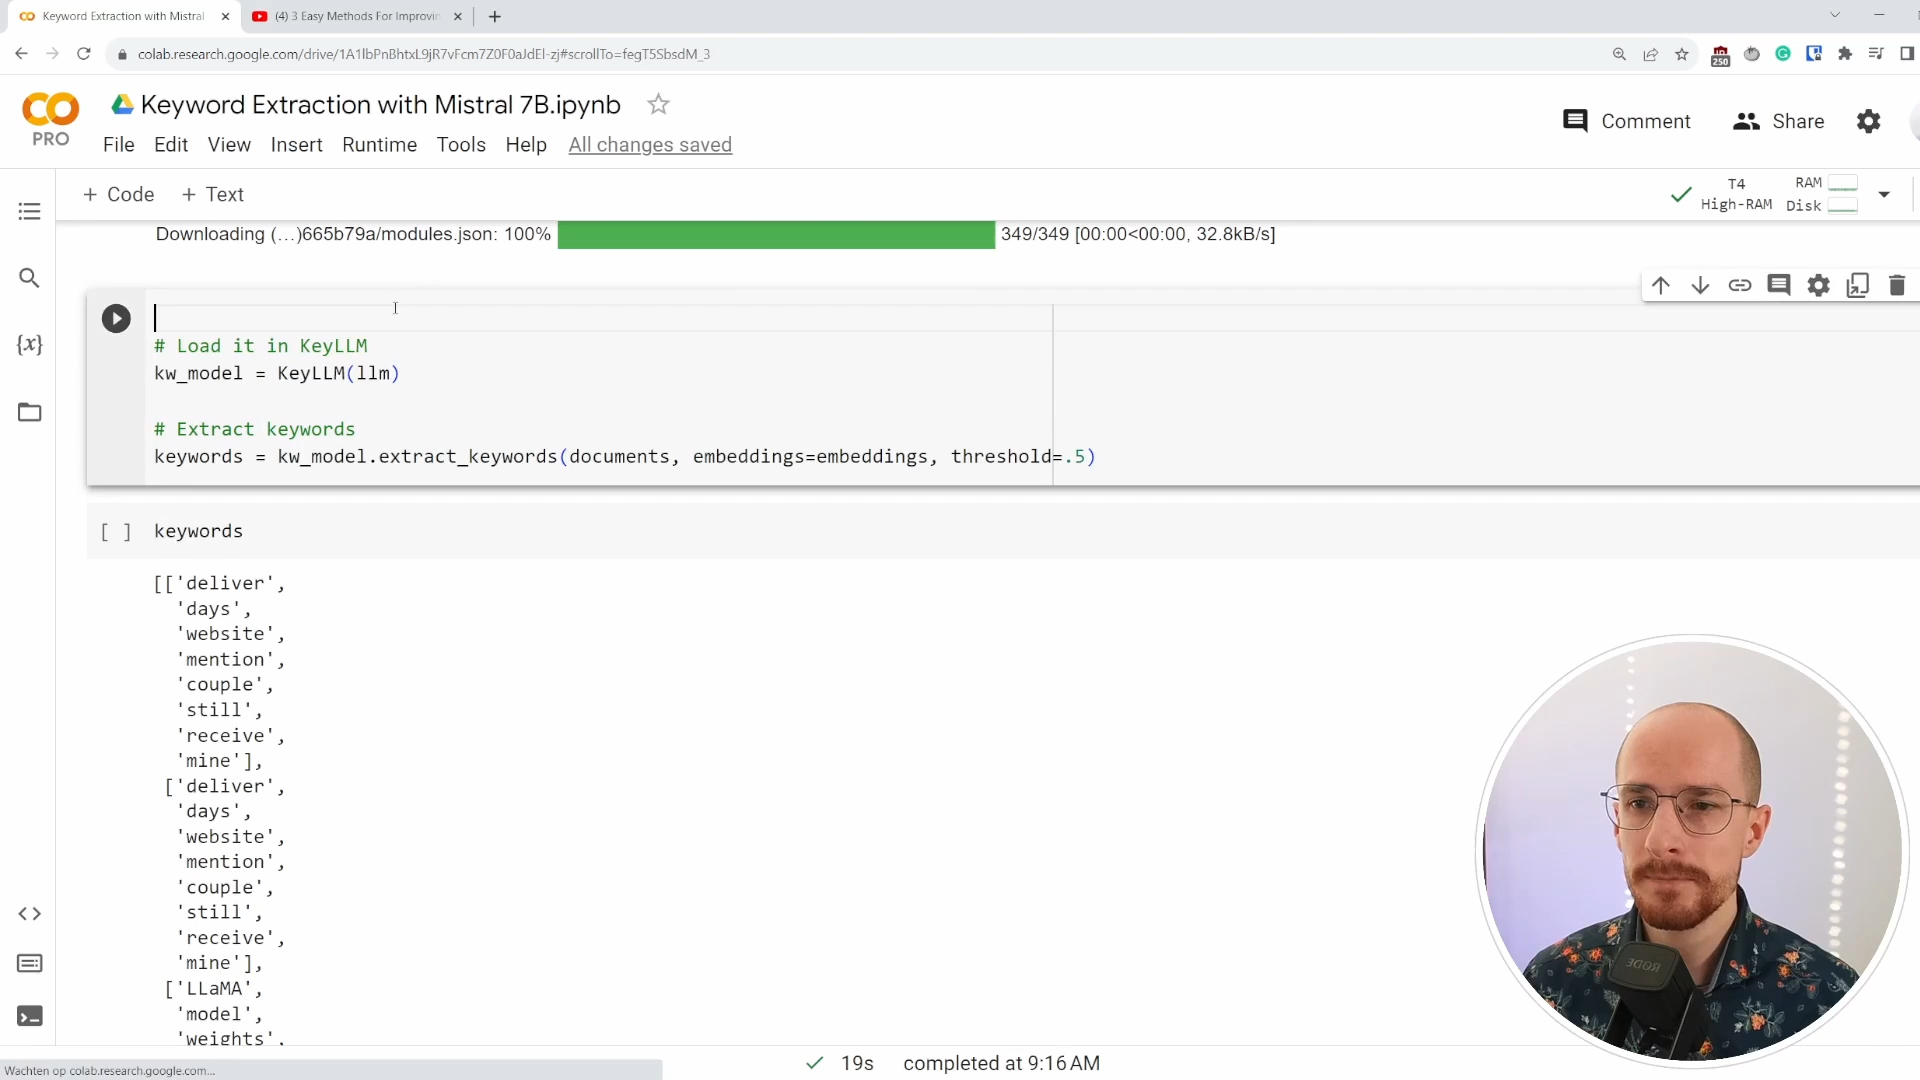 Keyword Extraction with Mistral
(4) 3 Easy Methods For Improvin
colab.research.google.com/drive/1A1lbPnBhtxL9jR7vFcm7Z0F0aJdEl-zj#scrollTo=fegT5SbsdM_3
250
PRO
Keyword Extraction with Mistral 7B.ipynb
Comment
Share
File Edit View Insert Runtime Tools Help All changes saved
+ Code + Text
T4
High-RAM
RAM
Disk
Downloading (…)665b79a/modules.json: 100%
349/349 [00:00<00:00, 32.8kB/s]
{x}
# Load it in KeyLLM
kw_model = KeyLLM(llm)
# Extract keywords
keywords = kw_model.extract_keywords(documents, embeddings=embeddings, threshold=.5)
[ ] keywords
[['deliver',
'days',
'website',
'mention',
'couple',
'still',
'receive',
'mine'],
['deliver',
'days',
'website',
'mention',
'couple',
'still',
'receive',
'mine'],
['LLaMA',
'model',
'weights',
RODE
19s completed at 9:16 AM
Wachten op colab.research.google.com...